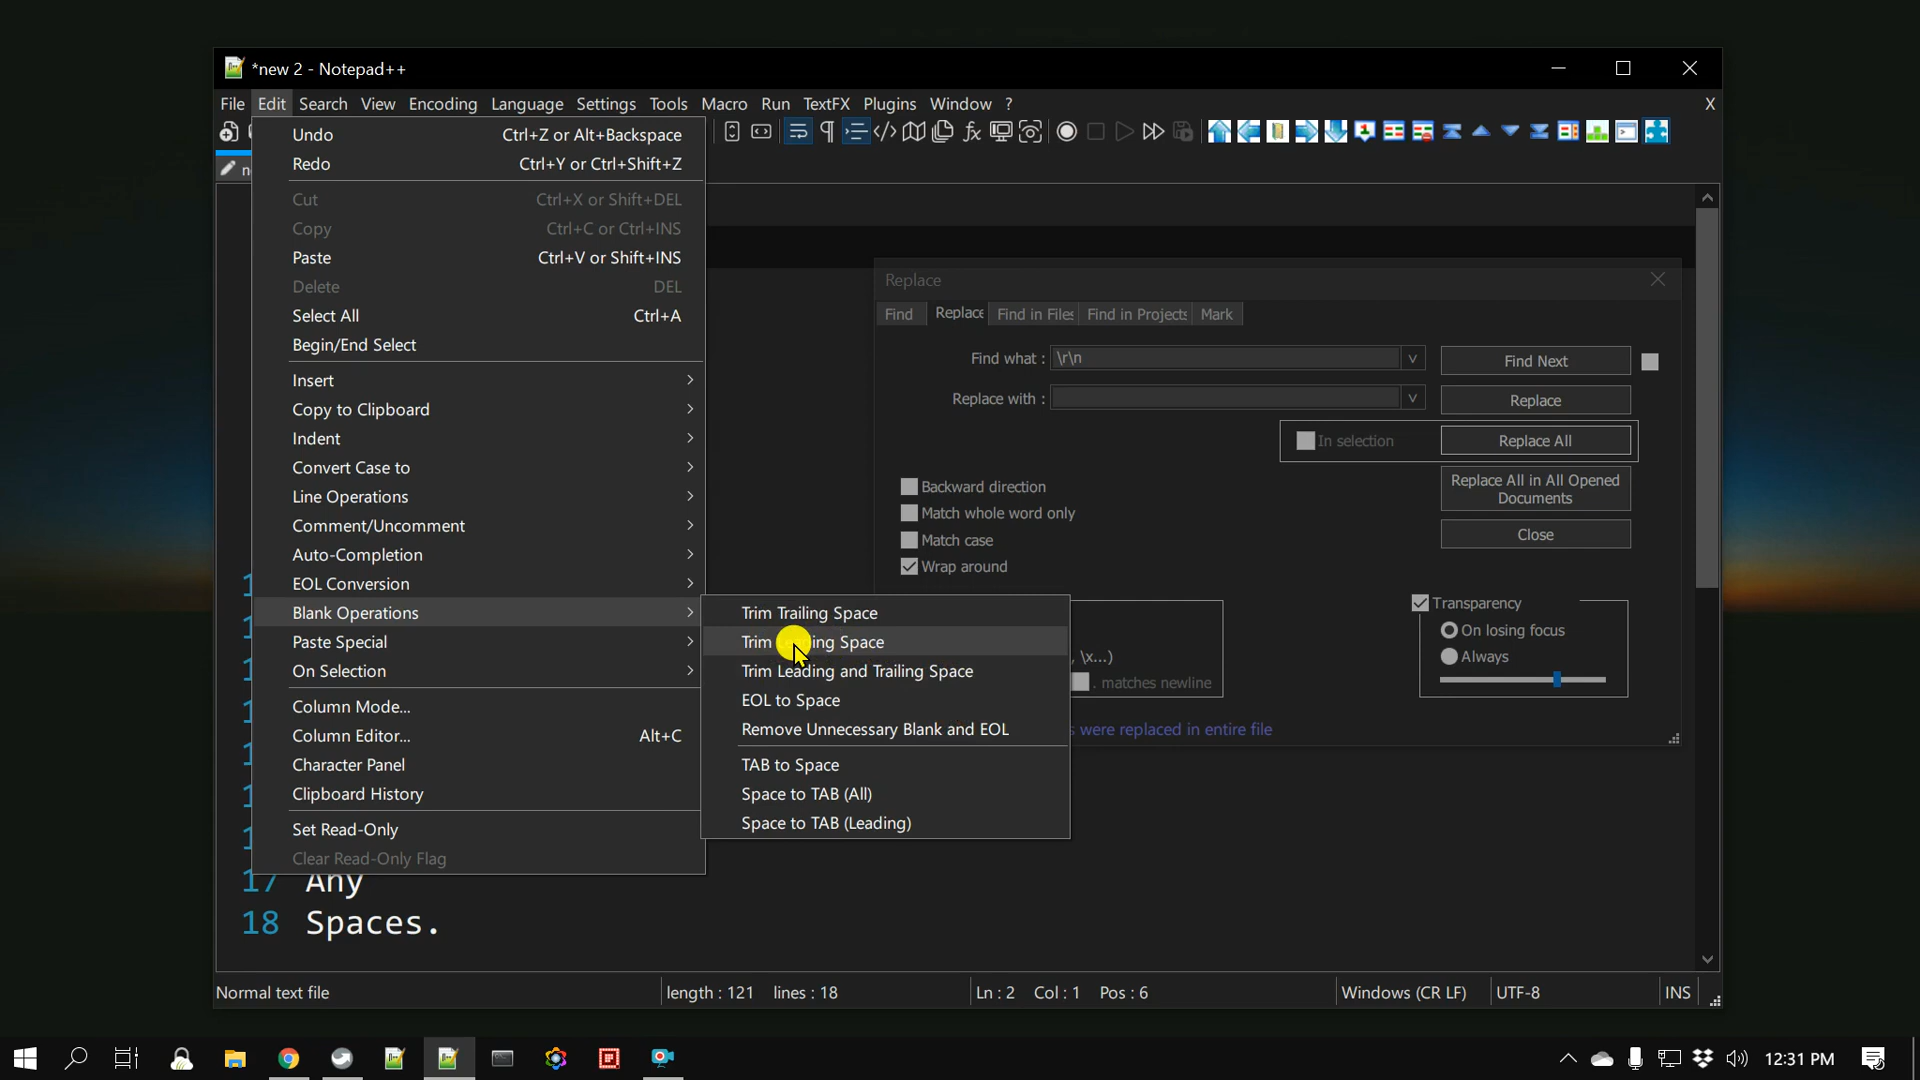 *new 2 - Notepad++
File Edit Search View Encoding Language Settings Tools Macro Run TextFX Plugins Window ?
X
Undo Ctrl+Z or Alt+Backspace
Redo Ctrl+Y or Ctrl+Shift+Z
Cut Ctrl+X or Shift+DEL
Copy Ctrl+C or Ctrl+INS
Paste Ctrl+V or Shift+INS
Delete DEL
Select All Ctrl+A
Begin/End Select
Insert
Copy to Clipboard
Indent
Convert Case to
Line Operations
Comment/Uncomment
Auto-Completion
EOL Conversion
Blank Operations
Paste Special
On Selection
Column Mode...
Column Editor... Alt+C
Character Panel
Clipboard History
Set Read-Only
Clear Read-Only Flag
Trim Trailing Space
Trim Leading Space
Trim Leading and Trailing Space
EOL to Space
Remove Unnecessary Blank and EOL
TAB to Space
Space to TAB (All)
Space to TAB (Leading)
Replace
Find Replace Find in Files Find in Projects Mark
Find what : \r\n
Find Next
Replace with :
Replace
In selection
Replace All
Replace All in All Opened
Documents
Close
Backward direction
Match whole word only
Match case
Wrap around
, \x...)
. matches newline
Transparency
On losing focus
Always
were replaced in entire file
17 Any
18 Spaces.
Normal text file length : 121 lines : 18 Ln : 2 Col : 1 Pos : 6 Windows (CR LF) UTF-8 INS
12:31 PM